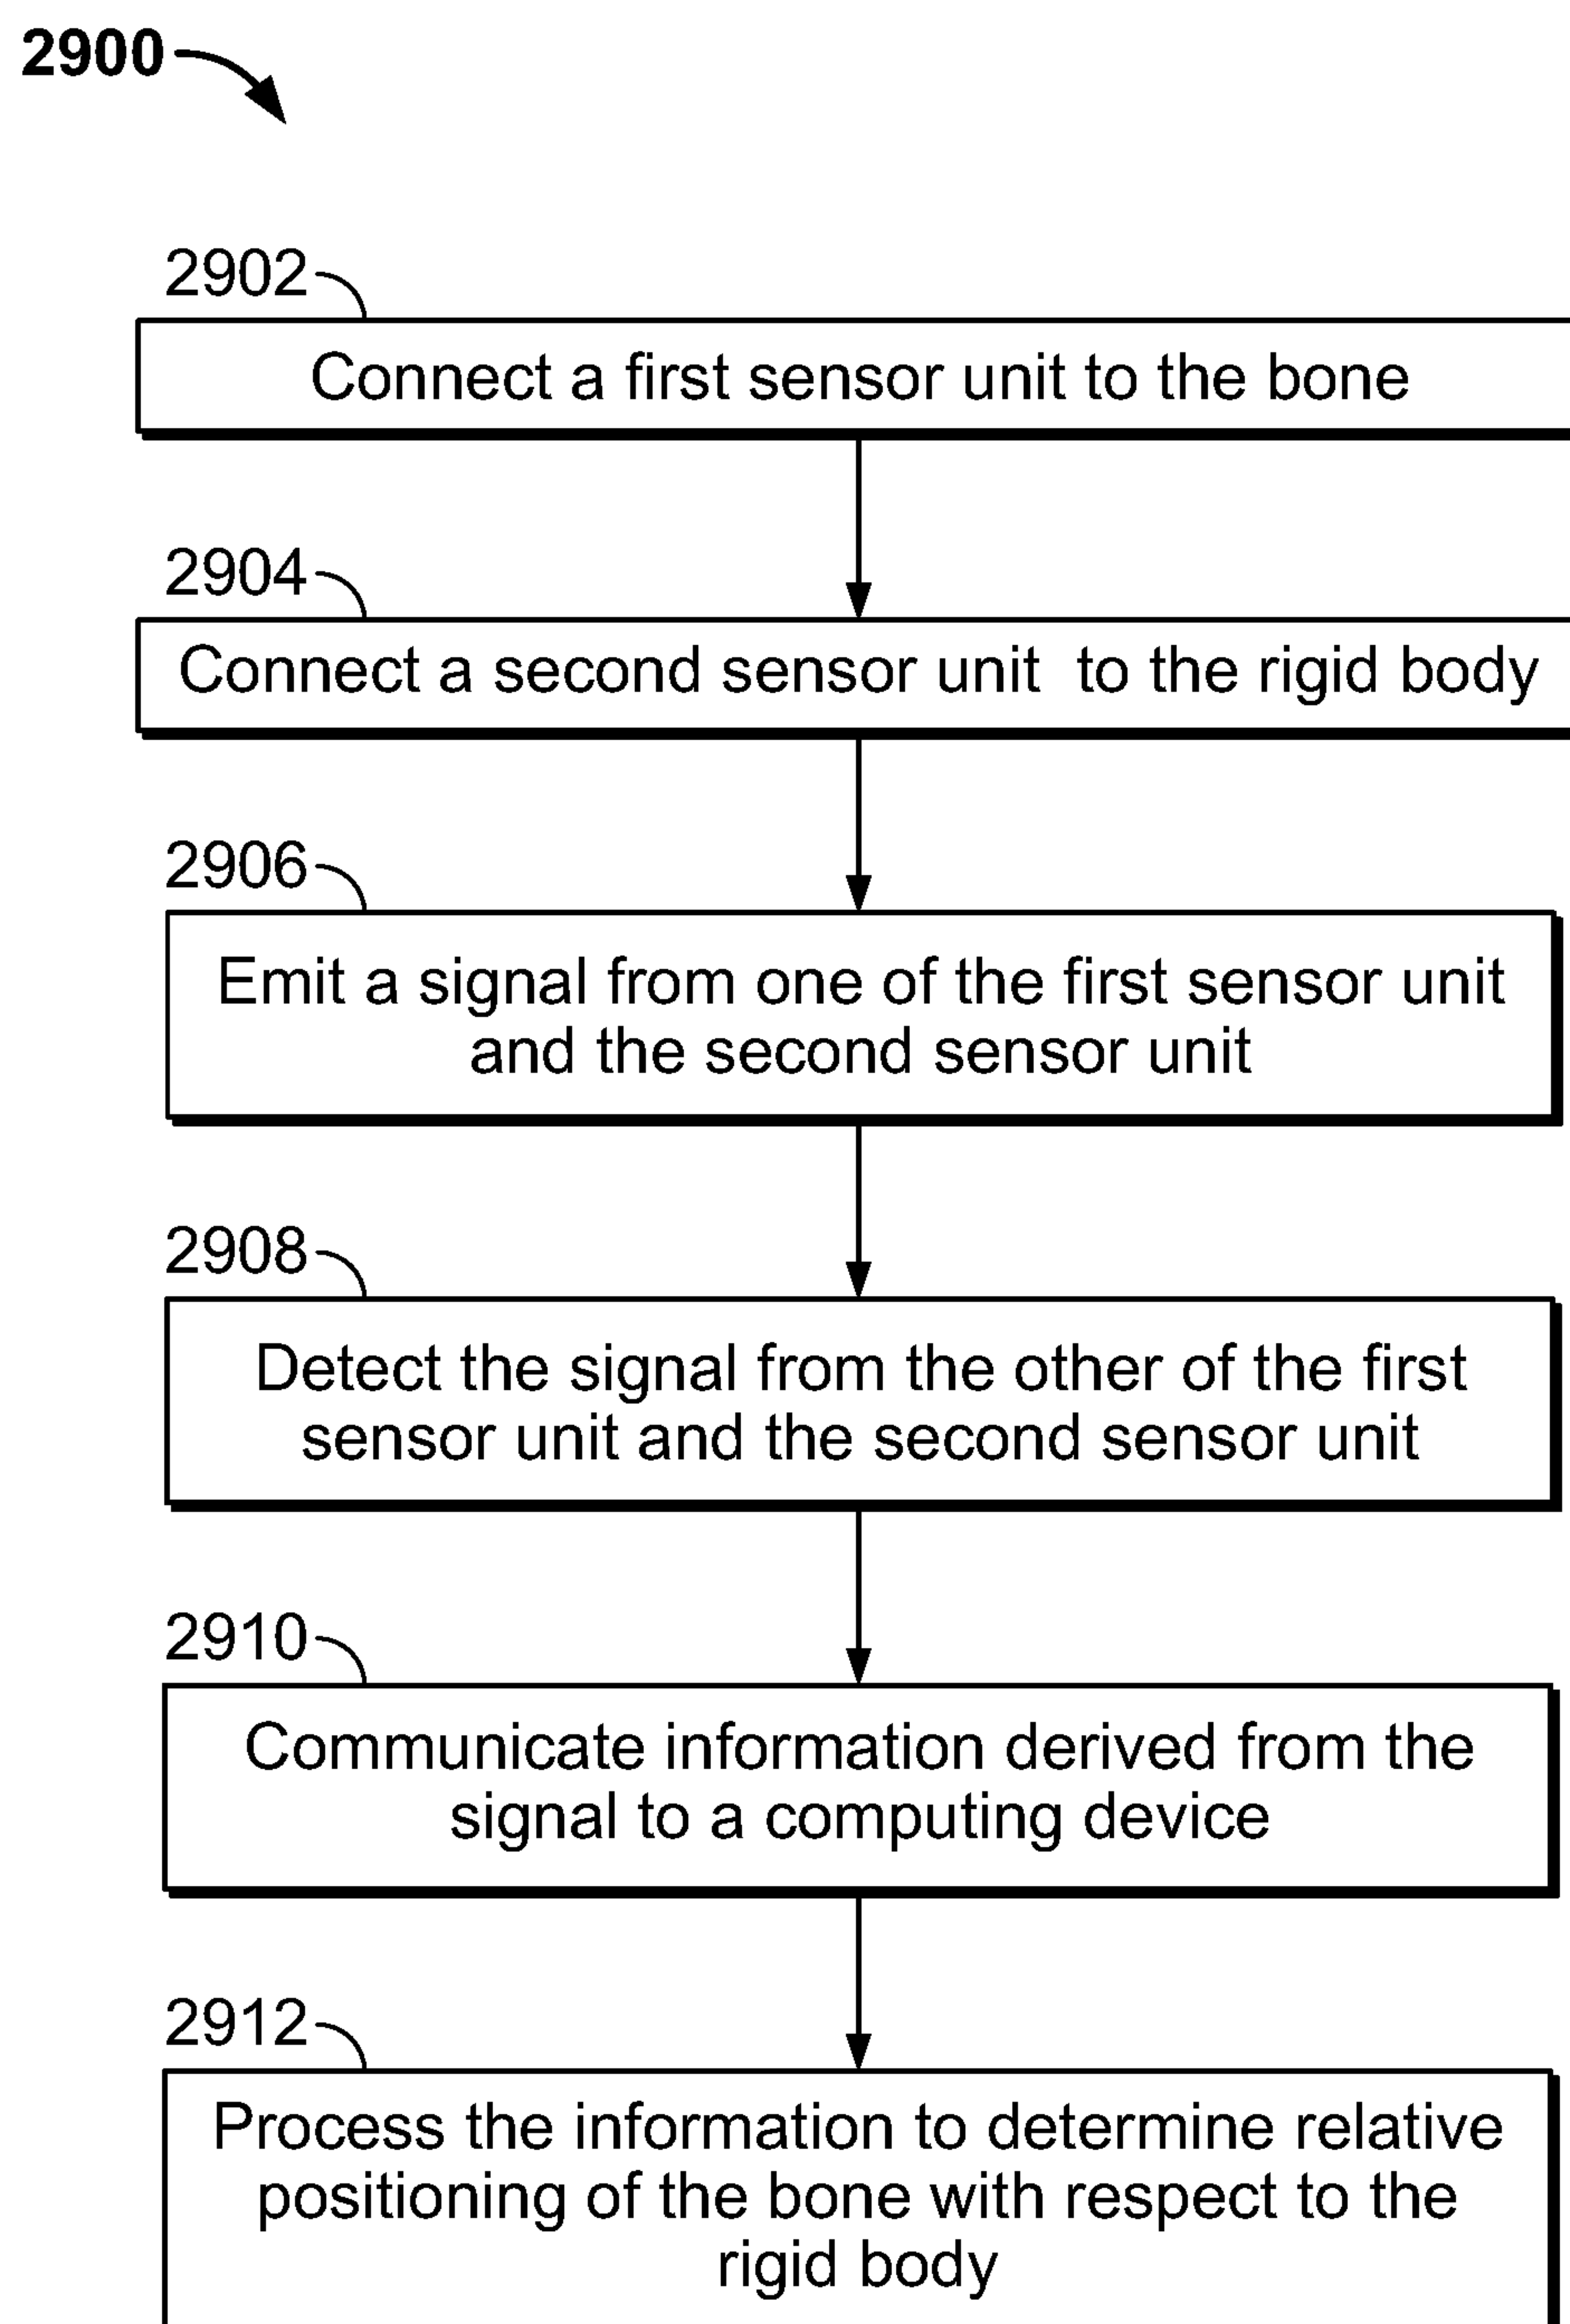 2900
2902
Connect a first sensor unit to the bone
2904
Connect a second sensor unit to the rigid body
2906
Emit a signal from one of the first sensor unit
and the second sensor unit
2908
Detect the signal from the other of the first
sensor unit and the second sensor unit
2910
Communicate information derived from the
signal to a computing device
2912
Process the information to determine relative
positioning of the bone with respect to the
rigid body